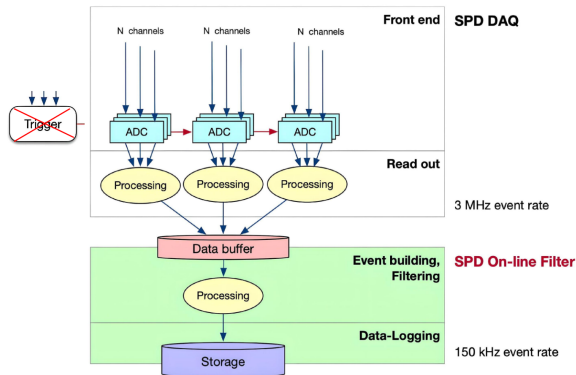 Front end
SPD DAQ
N channels
N channels
N channels
Trigger
ADC
ADC
ADC
Read out
Processing
Processing
Processing
3 MHz event rate
Data buffer
Event building,
Filtering
SPD On-line Filter
Processing
Data-Logging
150 kHz event rate
Storage